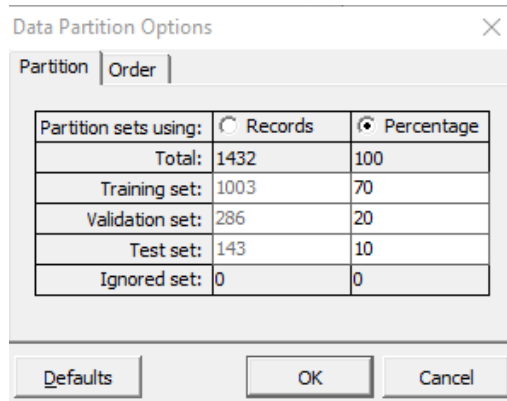 Data Partition Options
Partition Order
Partition sets using: Records Percentage
Total: 1432 100
Training set: 1003 70
Validation set: 286 20
Test set: 143 10
Ignored set: 0 0
Defaults OK Cancel